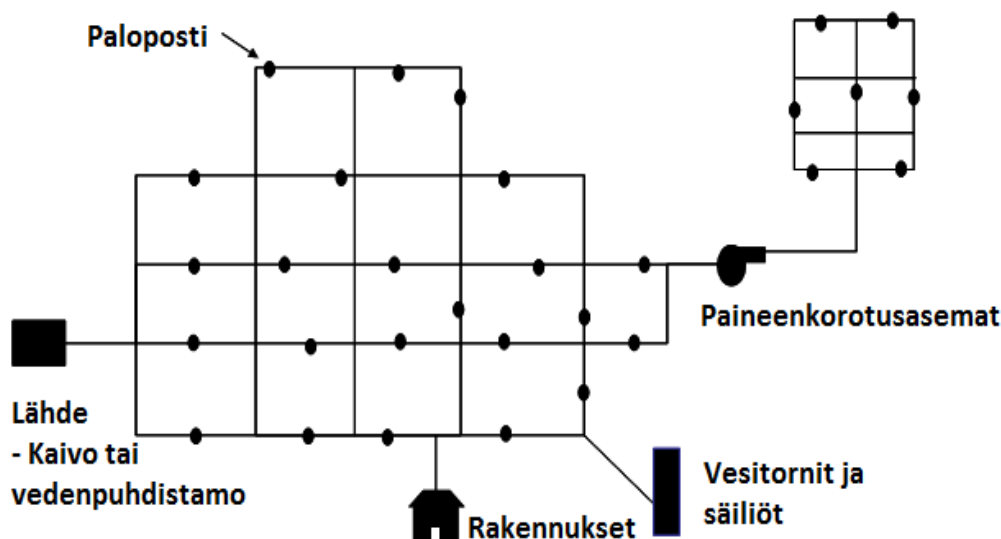 Paloposti
Paineenkorotusasemat
Lähde
- Kaivo tai
vedenpuhdistamo
Vesitornit ja
säiliöt
Rakennukset